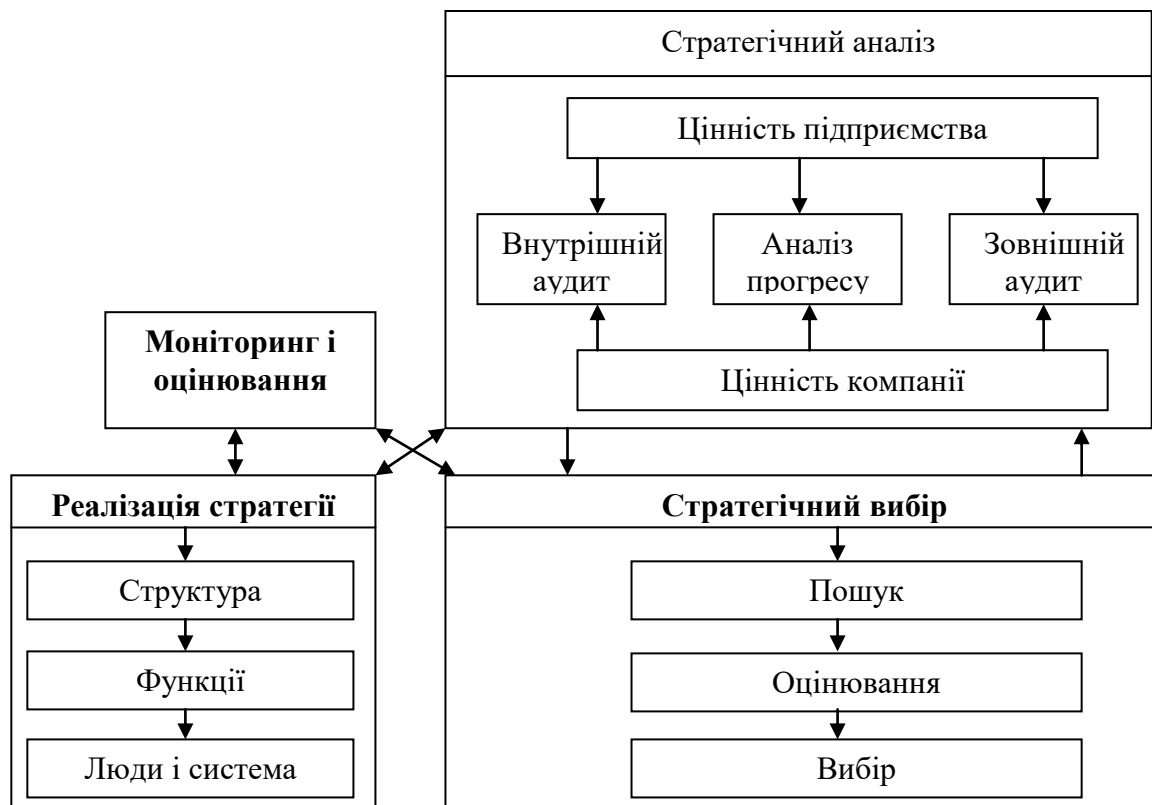 Стратегічний аналіз
Цінність підприємства
Внутрішній
аудит
Аналіз
прогресу
Зовнішній
аудит
Цінність компанії
Моніторинг і
оцінювання
Реалізація стратегії
Структура
Функції
Люди і система
Стратегічний вибір
Пошук
Оцінювання
Вибір